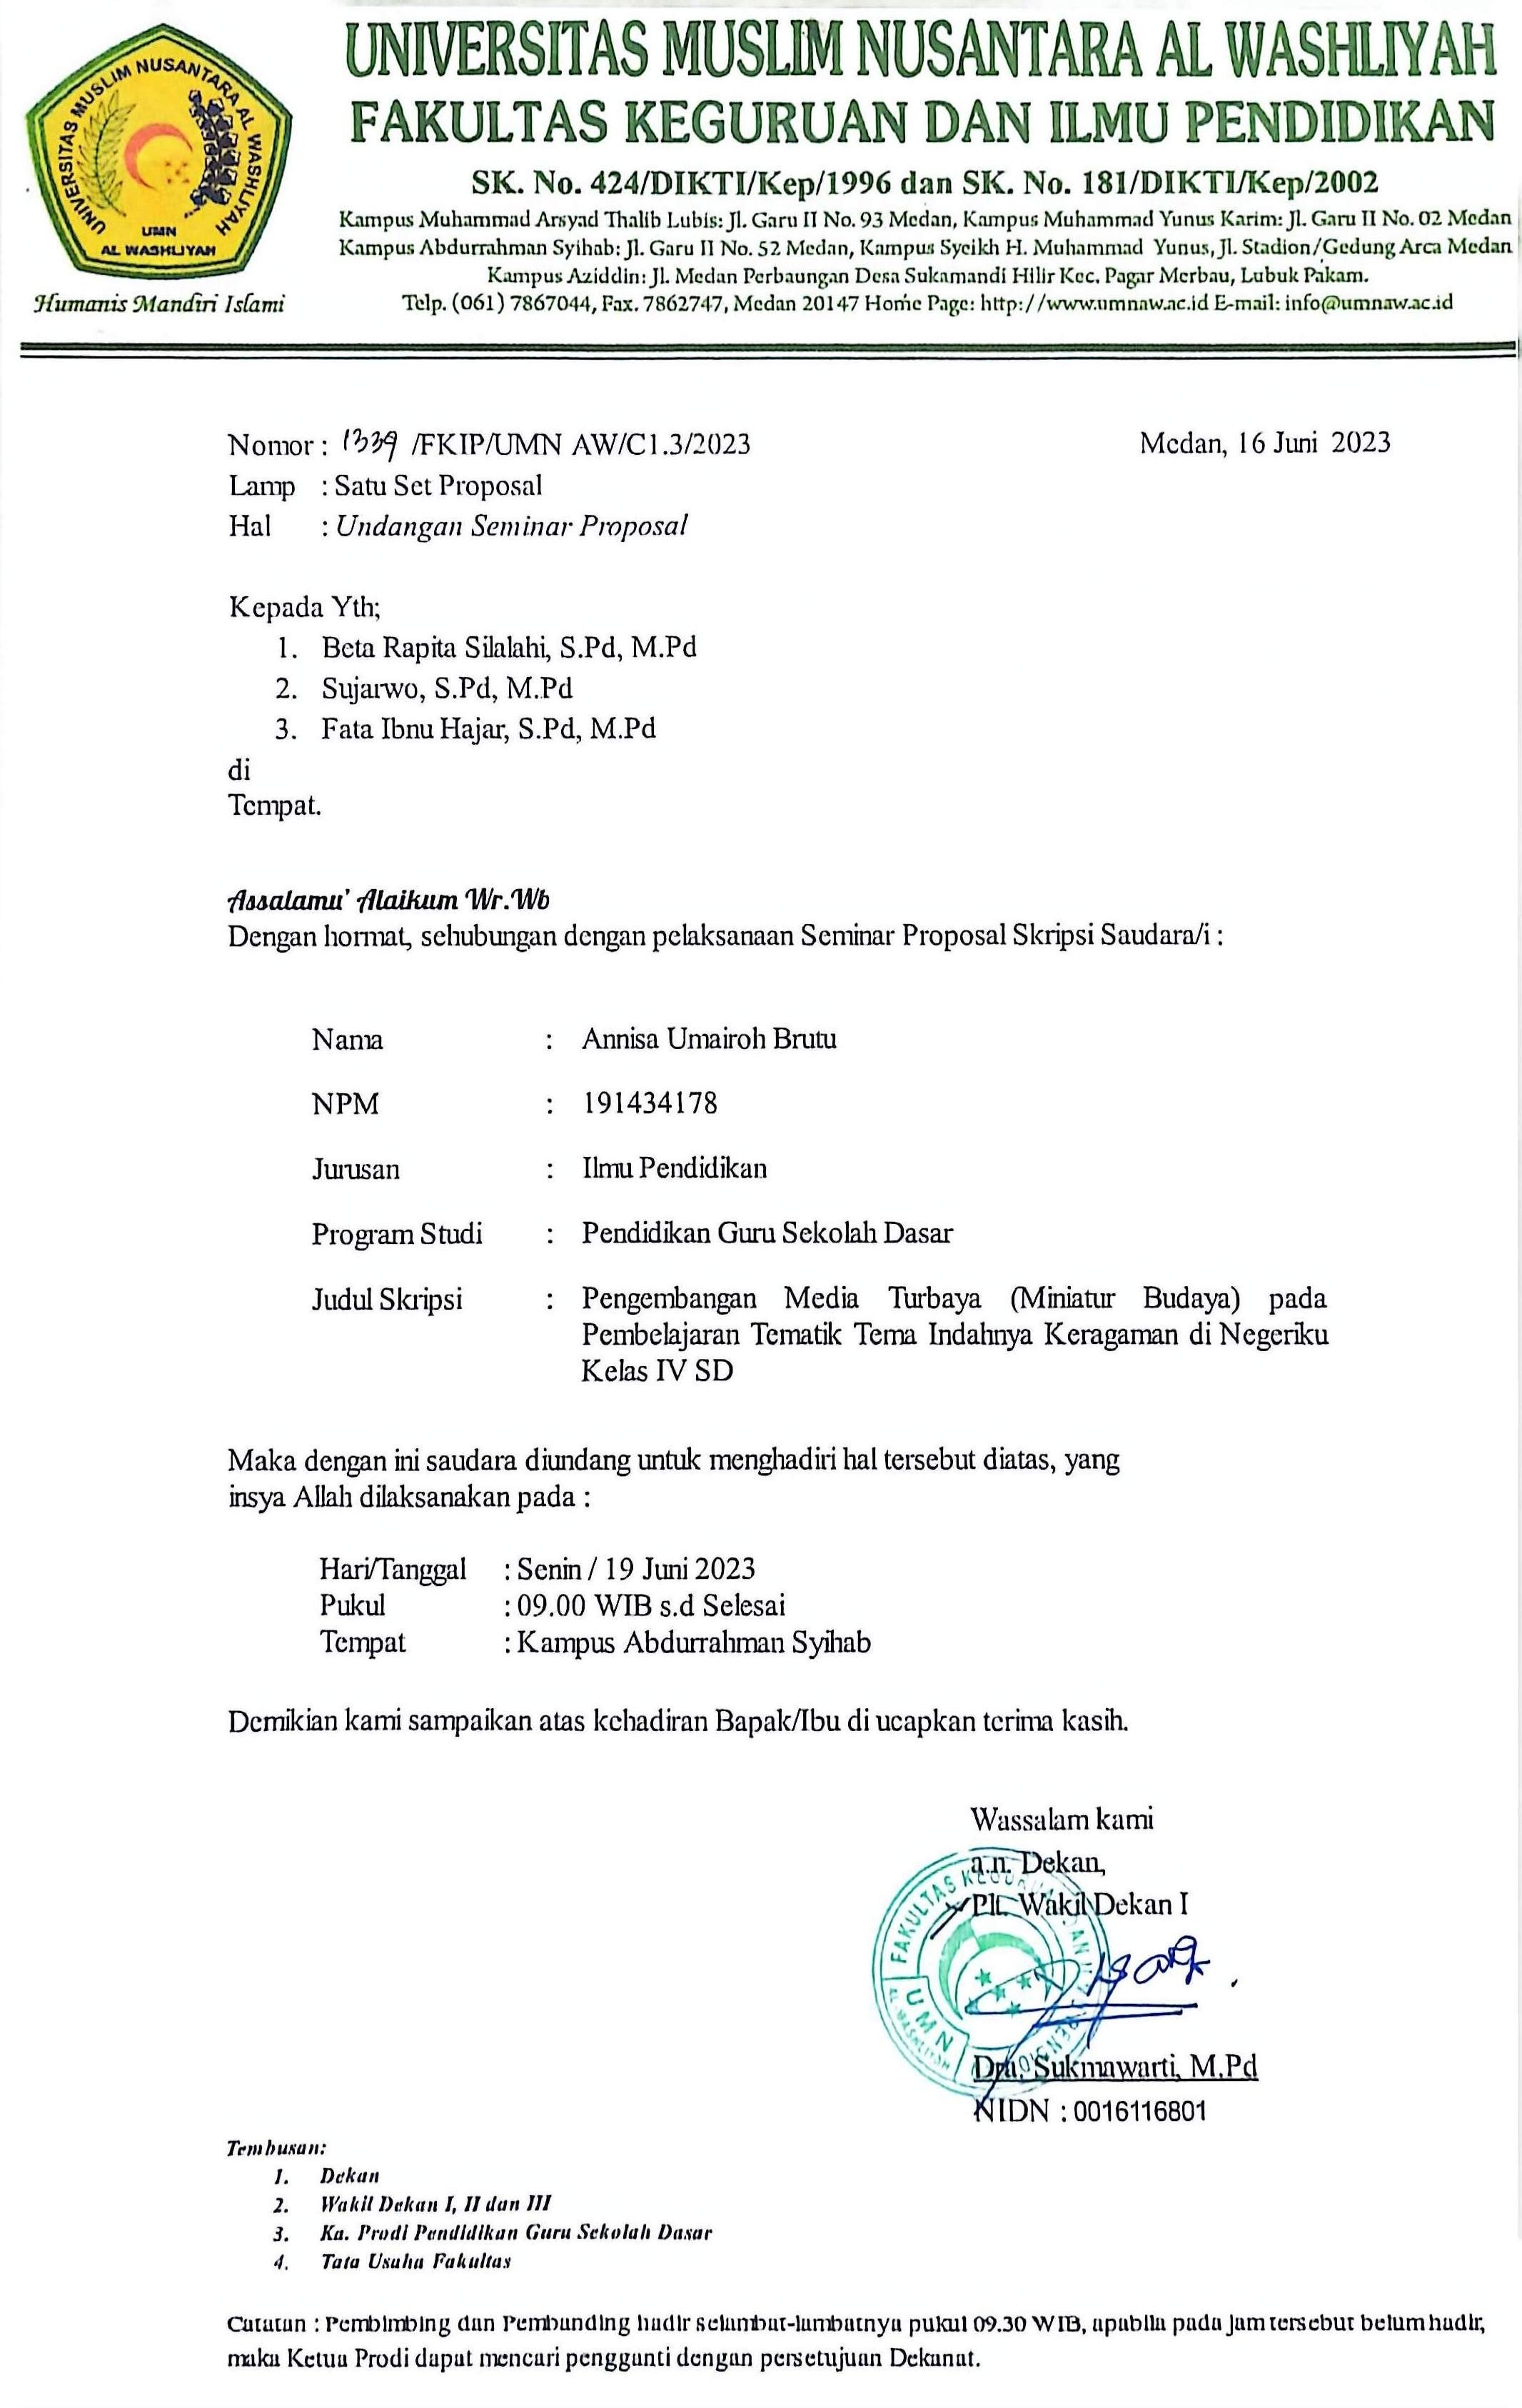 UNIVERSITAS MUSLIM NUSANTARA AL WASHLIYAH
UMN
AL WASHLIYAH
Humanis Mandiri Islami
UNIVERSITAS MUSLIM NUSANTARA AL WASHLIYAH
FAKULTAS KEGURUAN DAN ILMU PENDIDIKAN
SK. No. 424/DIKTI/Kep/1996 dan SK. No. 181/DIKTI/Kep/2002
Kampus Muhammad Arsyad Thalib Lubis: Jl. Garu II No. 93 Medan, Kampus Muhammad Yunus Karim: Jl. Garu II No. 02 Medan
Kampus Abdurrahman Syihab: Jl. Garu II No. 52 Medan, Kampus Syeikh H. Muhammad Yunus, Jl. Stadion/Gedung Arca Medan
Kampus Aziddin: Jl. Medan Perbaungan Desa Sukamandi Hilir Kec. Pagar Merbau, Lubuk Pakam.
Telp. (061) 7867044, Fax. 7862747, Medan 20147 Home Page: http://www.umnaw.ac.id E-mail: info@umnaw.ac.id
Nomor : 1339 /FKIP/UMN AW/C1.3/2023 Medan, 16 Juni 2023
Lamp : Satu Set Proposal
Hal : Undangan Seminar Proposal
Kepada Yth;
1. Beta Rapita Silalahi, S.Pd, M.Pd
2. Sujarwo, S.Pd, M.Pd
3. Fata Ibnu Hajar, S.Pd, M.Pd
di
Tempat.
Assalamu' Alaikum Wr.Wb
Dengan hormat, sehubungan dengan pelaksanaan Seminar Proposal Skripsi Saudara/i :
Nama : Annisa Umairoh Brutu
NPM : 191434178
Jurusan : Ilmu Pendidikan
Program Studi : Pendidikan Guru Sekolah Dasar
Judul Skripsi : Pengembangan Media Turbaya (Miniatur Budaya) pada
Pembelajaran Tematik Tema Indahnya Keragaman di Negeriku
Kelas IV SD
Maka dengan ini saudara diundang untuk menghadiri hal tersebut diatas, yang
insya Allah dilaksanakan pada :
Hari/Tanggal : Senin / 19 Juni 2023
Pukul : 09.00 WIB s.d Selesai
Tempat : Kampus Abdurrahman Syihab
Demikian kami sampaikan atas kehadiran Bapak/Ibu di ucapkan terima kasih.
Wassalam kami
a.n. Dekan,
Plt. Wakil Dekan I
Dra. Sukmawarti, M.Pd
NIDN : 0016116801
Tembusan:
1. Dekan
2. Wakil Dekan I, II dan III
3. Ka. Prodi Pendidikan Guru Sekolah Dasar
4. Tata Usaha Fakultas
Catatan : Pembimbing dan Pembanding hadir selambat-lambatnya pukul 09.30 WIB, apabila pada jam tersebut belum hadir,
maka Ketua Prodi dapat mencari pengganti dengan persetujuan Dekanat.